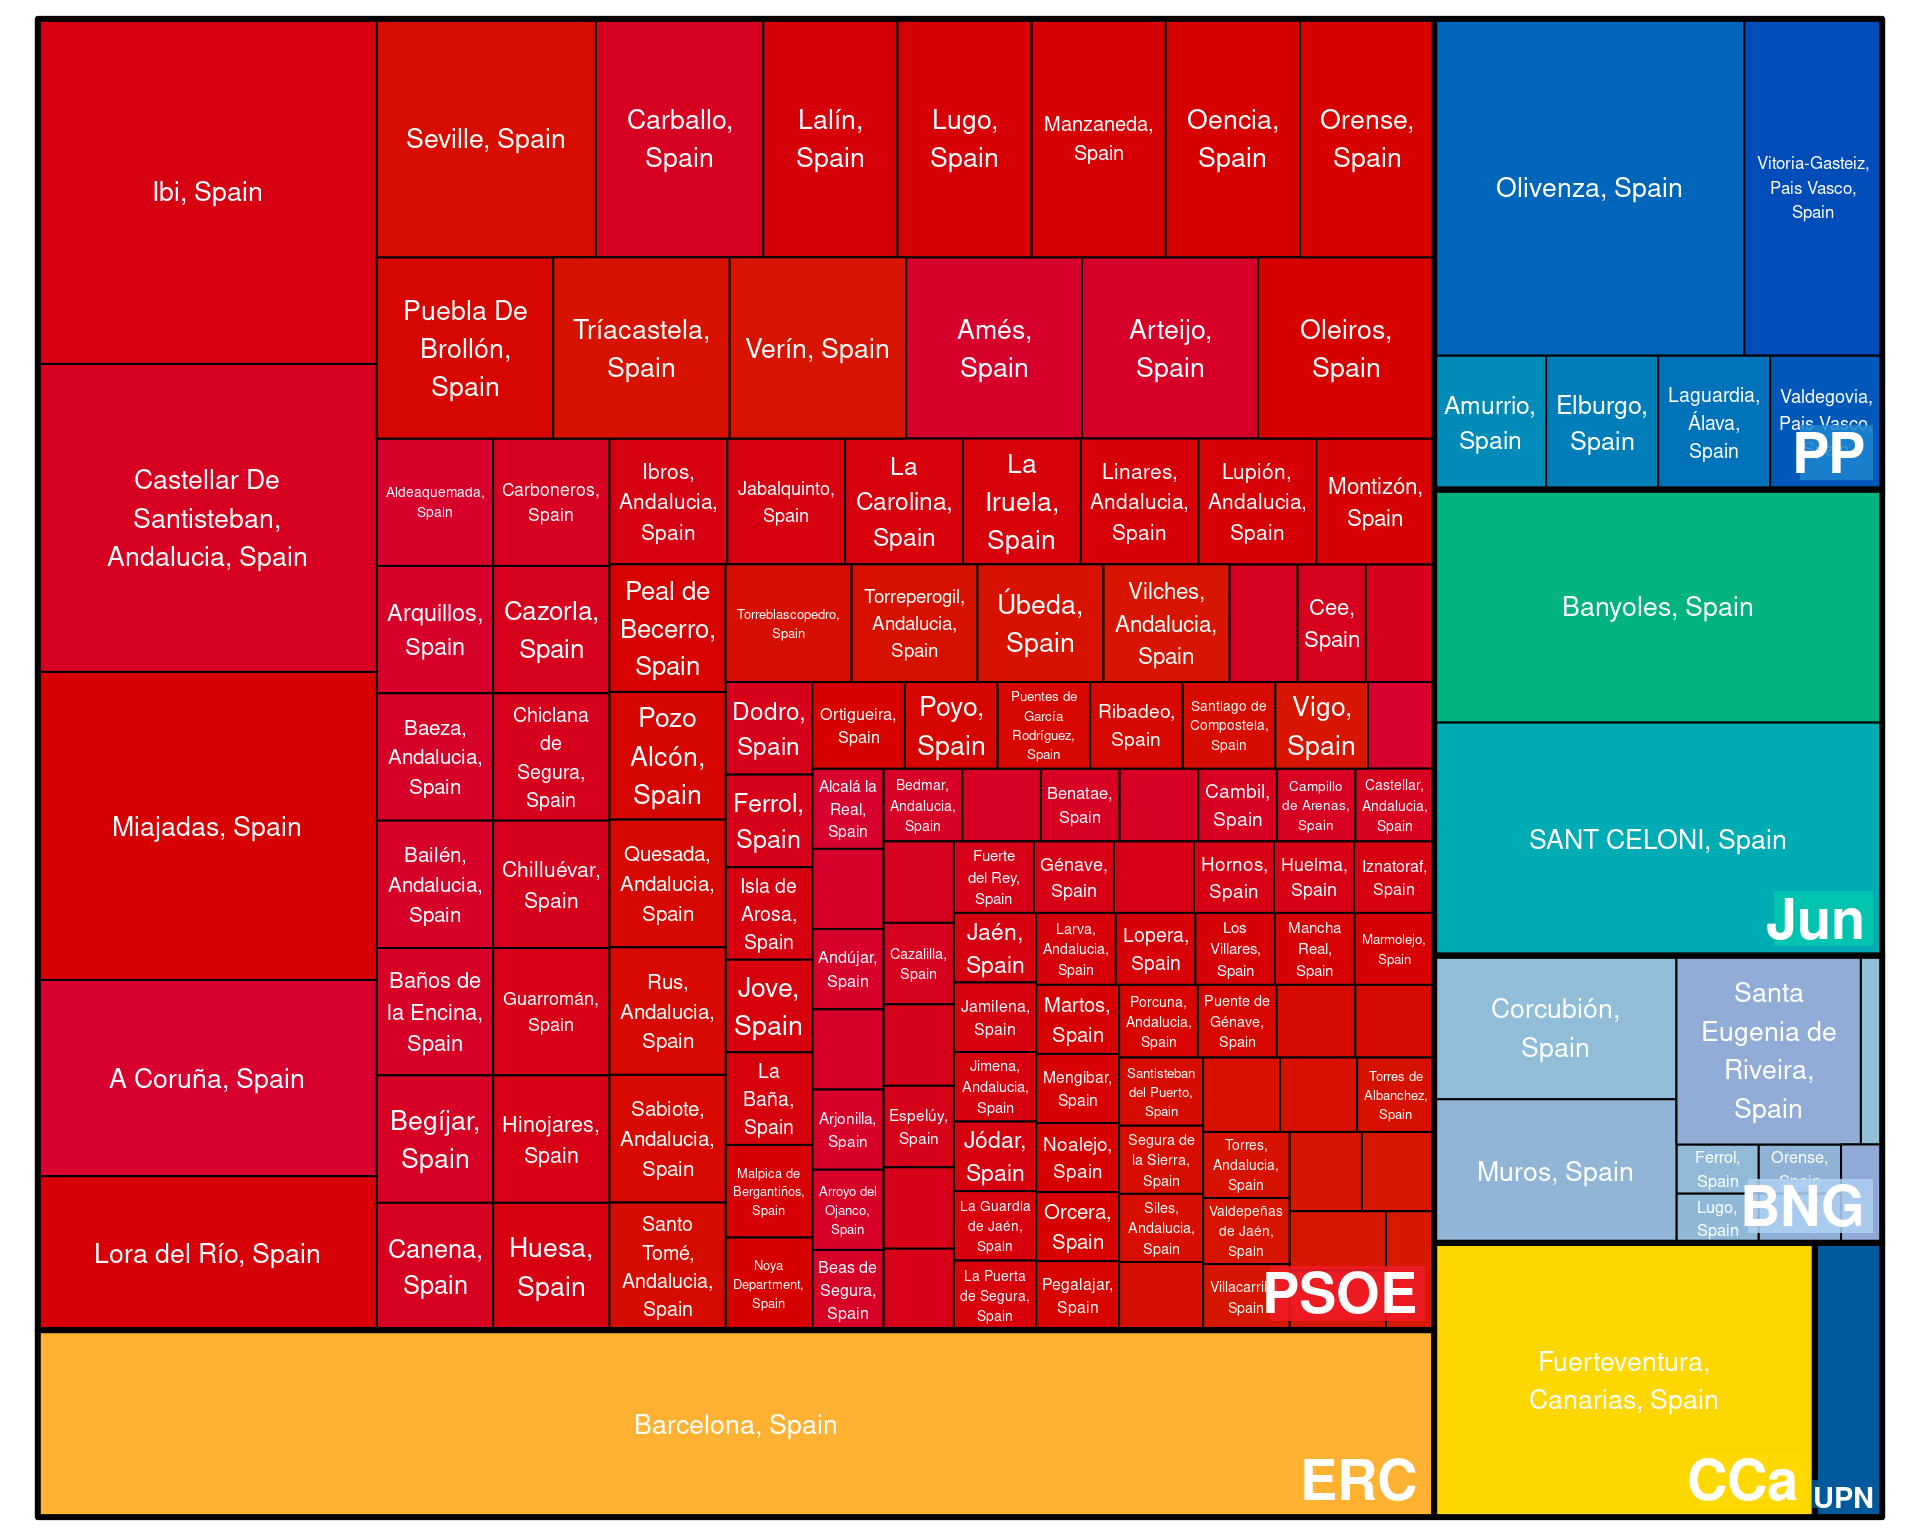 Ibi, Spain
Castellar De
Santisteban,
Andalucia, Spain
Miajadas, Spain
A Coruña, Spain
Lora del Río, Spain
Seville, Spain
Carballo,
Spain
Lalín,
Spain
Lugo,
Spain
Manzaneda,
Spain
Oencia,
Spain
Orense,
Spain
Puebla De
Brollón,
Spain
Tríacastela,
Spain
Verín, Spain
Amés,
Spain
Arteijo,
Spain
Oleiros,
Spain
Aldeaquemada,
Spain
Carboneros,
Spain
Ibros,
Andalucia,
Spain
Jabalquinto,
Spain
La
Carolina,
Spain
La
Iruela,
Spain
Linares,
Andalucia,
Spain
Lupión,
Andalucia,
Spain
Montizón,
Spain
Arquillos,
Spain
Cazorla,
Spain
Peal de
Becerro,
Spain
Torreblascopedro,
Spain
Torreperogil,
Andalucia,
Spain
Úbeda,
Spain
Vilches,
Andalucia,
Spain
Cee,
Spain
Baeza,
Andalucia,
Spain
Chiclana
de
Segura,
Spain
Pozo
Alcón,
Spain
Dodro,
Spain
Ortigueira,
Spain
Poyo,
Spain
Puentes de
García
Rodríguez,
Spain
Ribadeo,
Spain
Santiago de
Compostela,
Spain
Vigo,
Spain
Bailén,
Andalucia,
Spain
Chilluévar,
Spain
Quesada,
Andalucia,
Spain
Ferrol,
Spain
Alcalá la
Real,
Spain
Bedmar,
Andalucia,
Spain
Benatae,
Spain
Cambil,
Spain
Campillo
de Arenas,
Spain
Castellar,
Andalucia,
Spain
Isla de
Arosa,
Spain
Fuerte
del Rey,
Spain
Génave,
Spain
Hornos,
Spain
Huelma,
Spain
Iznatoraf,
Spain
Baños de
la Encina,
Spain
Guarromán,
Spain
Rus,
Andalucia,
Spain
Jove,
Spain
Andújar,
Spain
Cazalilla,
Spain
Jaén,
Spain
Larva,
Andalucia,
Spain
Lopera,
Spain
Los
Villares,
Spain
Mancha
Real,
Spain
Marmolejo,
Spain
Jamilena,
Spain
Martos,
Spain
Porcuna,
Andalucia,
Spain
Puente de
Génave,
Spain
Begíjar,
Spain
Hinojares,
Spain
Sabiote,
Andalucia,
Spain
La
Baña,
Spain
Arjonilla,
Spain
Espelúy,
Spain
Jimena,
Andalucia,
Spain
Mengibar,
Spain
Santisteban
del Puerto,
Spain
Torres de
Albanchez,
Spain
Malpica de
Bergantiños,
Spain
Arroyo del
Ojanco,
Spain
Jódar,
Spain
Noalejo,
Spain
Segura de
la Sierra,
Spain
Torres,
Andalucia,
Spain
Canena,
Spain
Huesa,
Spain
Santo
Tomé,
Andalucia,
Spain
Noya
Department,
Spain
Beas de
Segura,
Spain
La Guardia
de Jaén,
Spain
Orcera,
Spain
Siles,
Andalucia,
Spain
Valdepeñas
de Jaén,
Spain
La Puerta
de Segura,
Spain
Pegalajar,
Spain
Spain
PSOE
Barcelona, Spain
ERC
Olivenza, Spain
Vitoria-Gasteiz,
Pais Vasco,
Spain
Amurrio,
Spain
Elburgo,
Spain
Laguardia,
Álava,
Spain
Valdegovia,
Pais Vasco,
PP
Banyoles, Spain
SANT CELONI, Spain
Jun
Corcubión,
Spain
Santa
Eugenia de
Riveira,
Spain
Muros, Spain
Ferrol,
Spain
Orense,
Spain
Lugo,
Spain
BNG
Fuerteventura,
Canarias, Spain
CCa
UPN